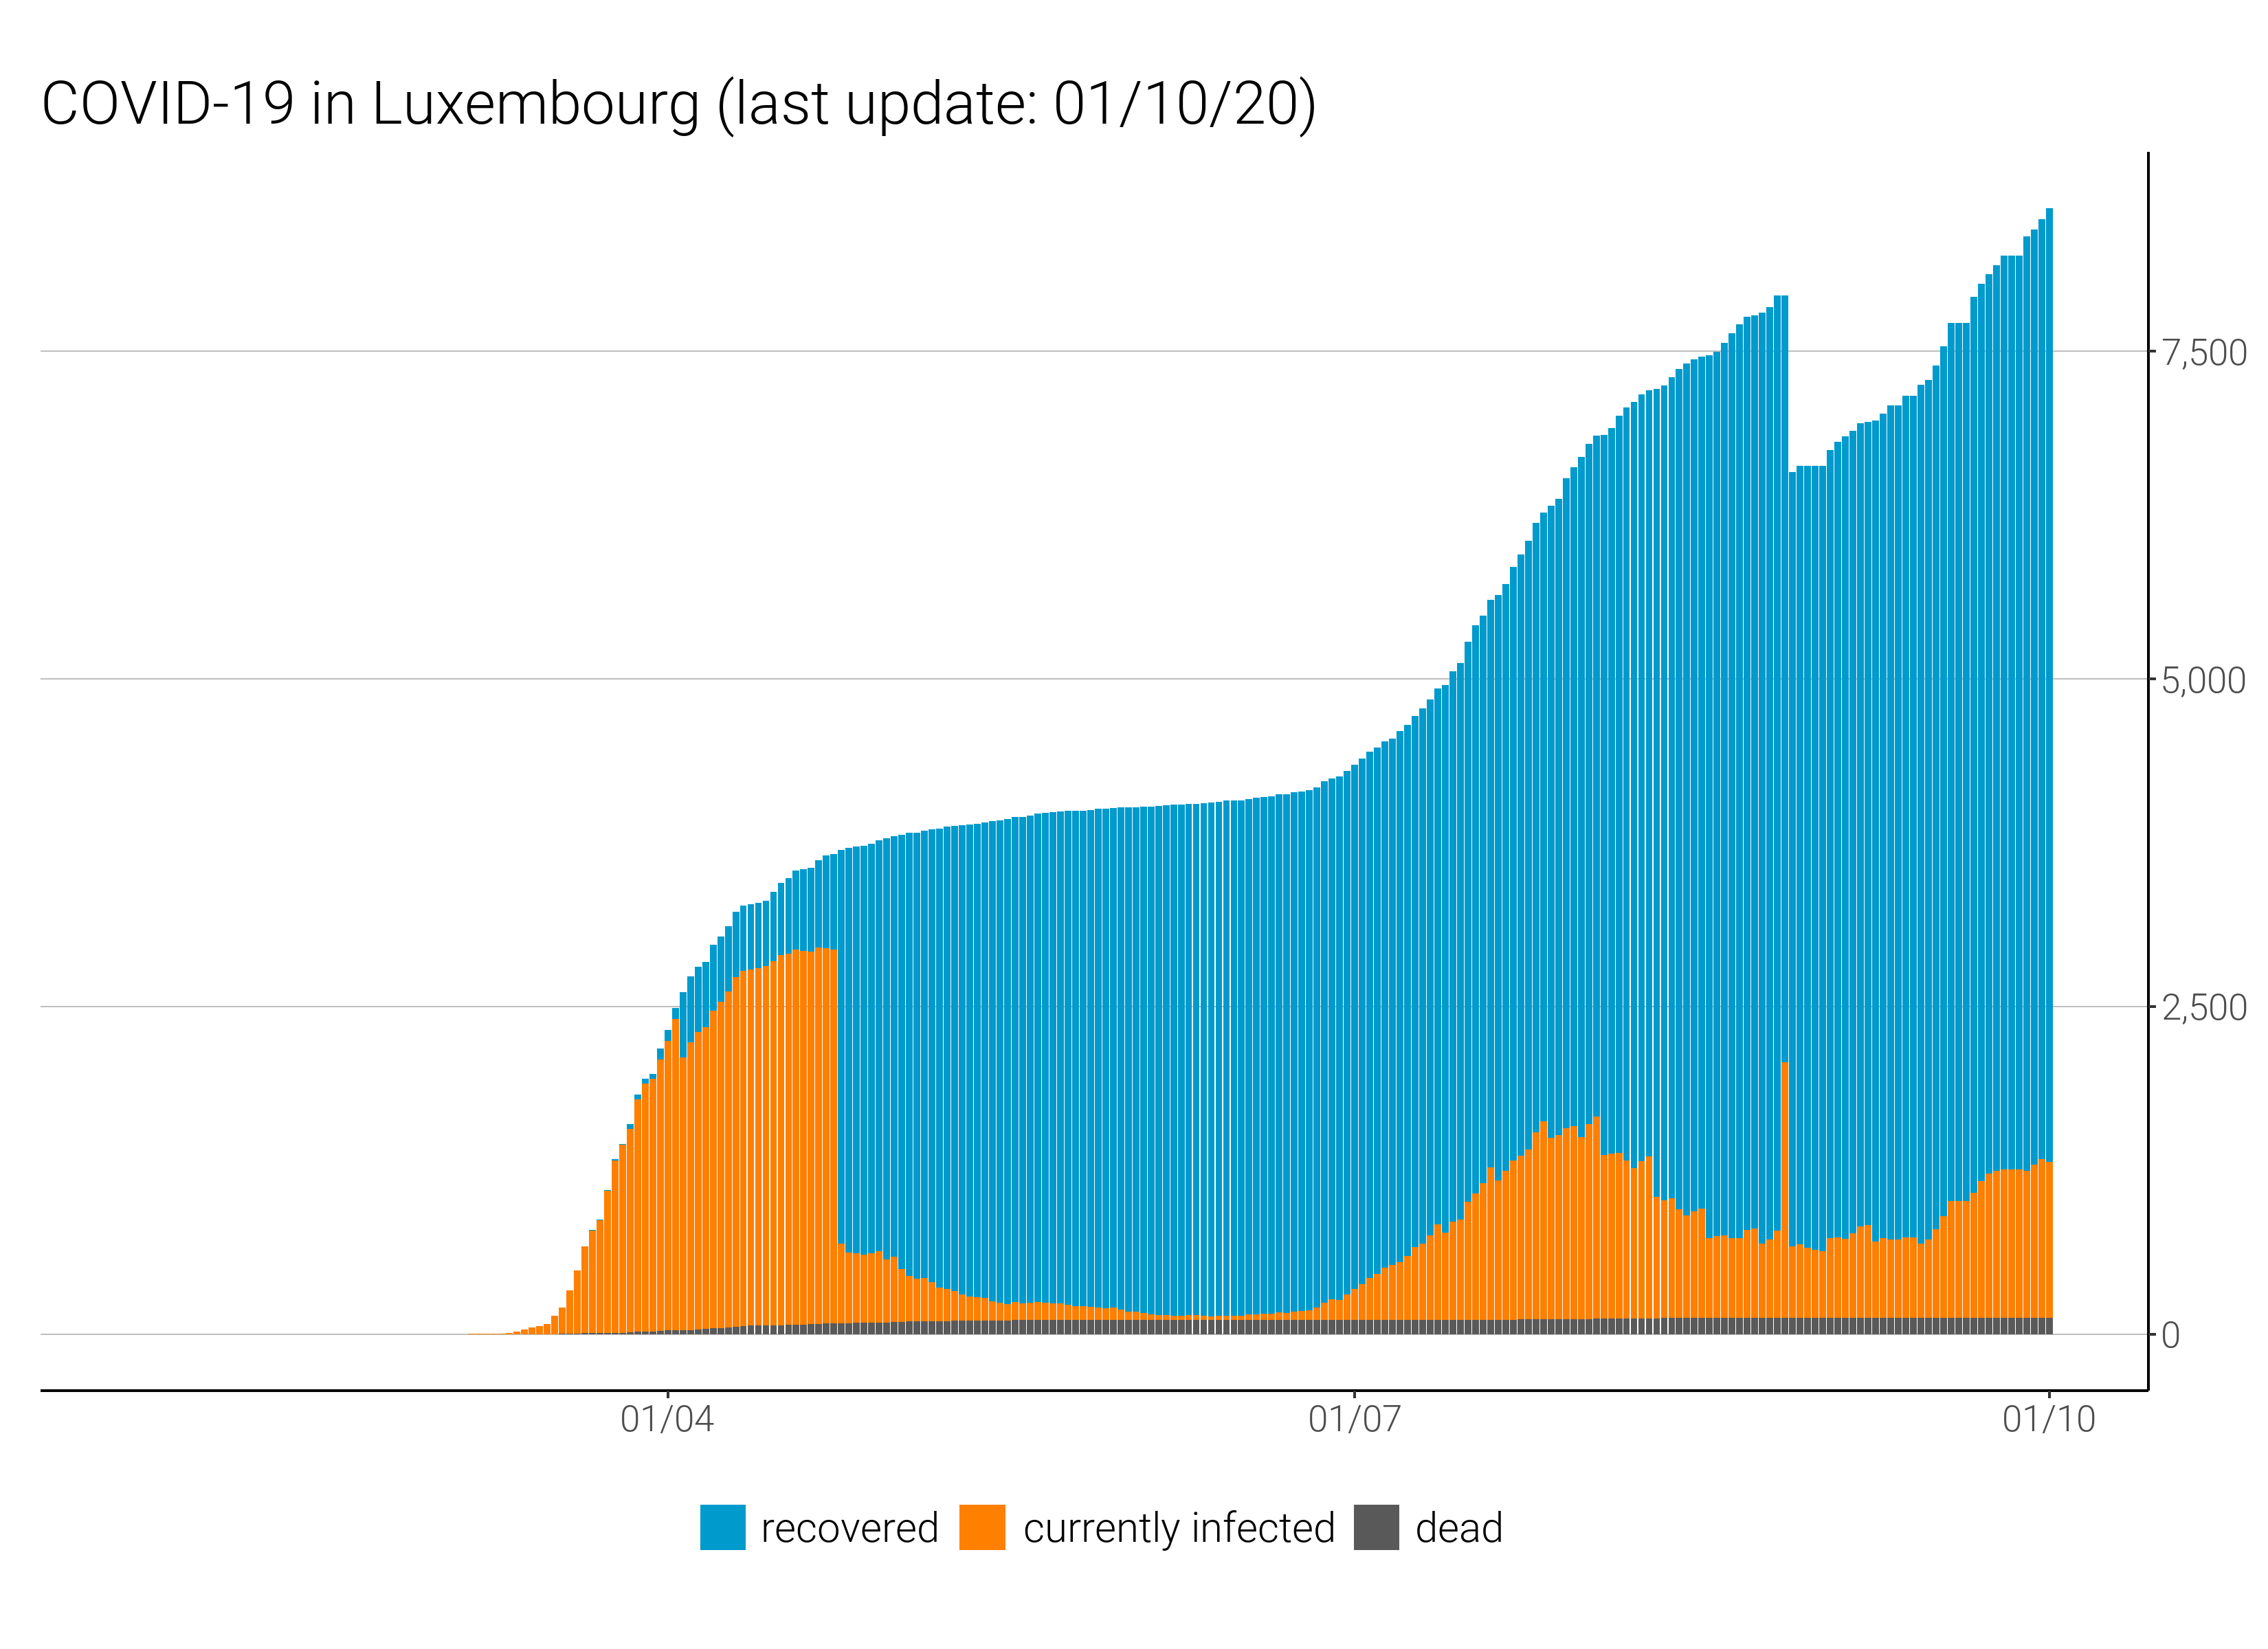 COVID-19 in Luxembourg (last update: 01/10/20)
7,500
5,000
2,500
0
01/04 01/07 01/10
recovered currently infected dead